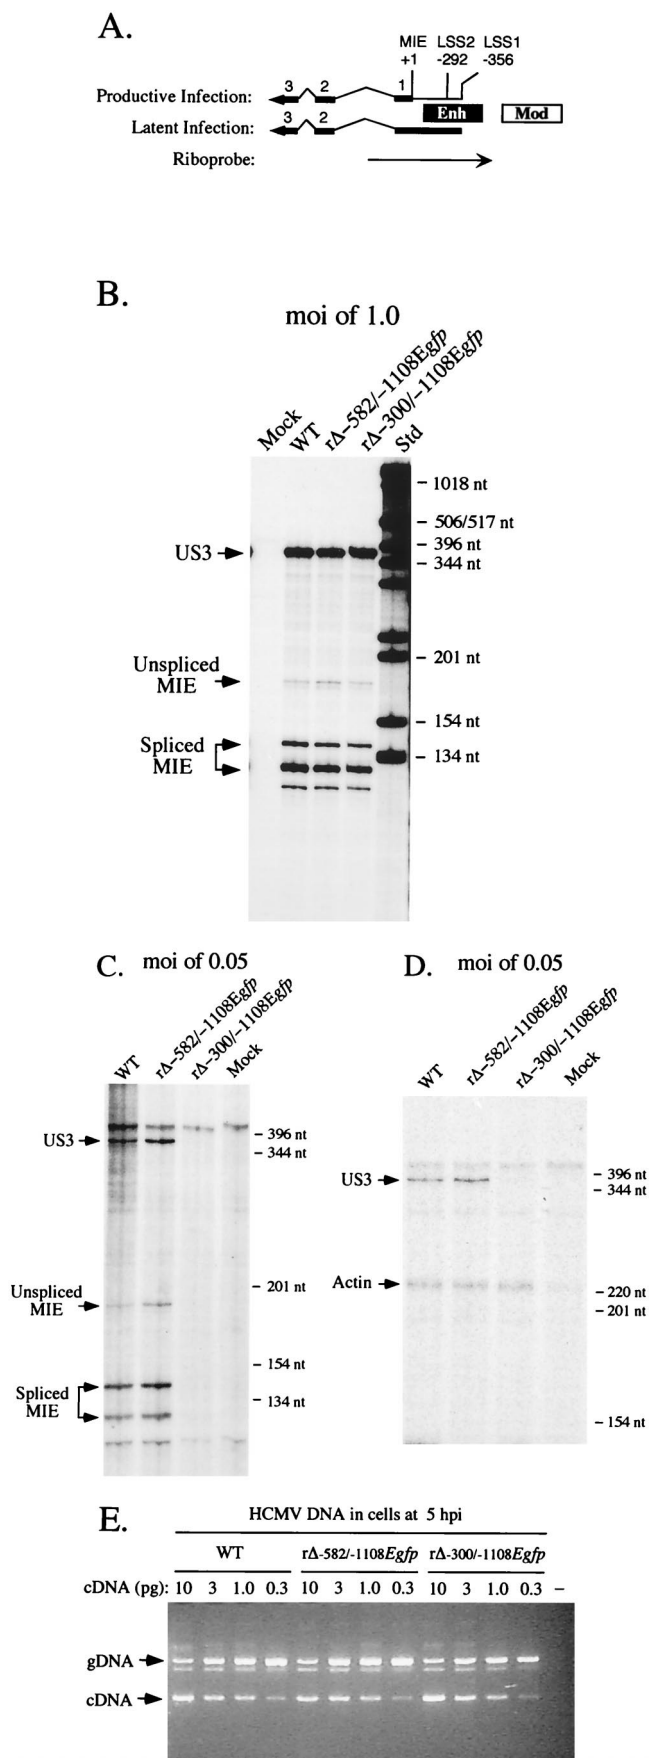 A.
MIE LSS2 LSS1
+1 -292 -356
Productive Infection: 3 2 1
Enh Mod
Latent Infection: 3 2
Riboprobe:
B.
moi of 1.0
Mock WT rΔ-582/-1108Egfp rΔ-300/-1108Egfp Std
1018 nt
506/517 nt
396 nt
US3
344 nt
201 nt
Unspliced
MIE
154 nt
Spliced
MIE
134 nt
C. moi of 0.05
WT rΔ-582/-1108Egfp rΔ-300/-1108Egfp Mock
396 nt
US3
344 nt
201 nt
Unspliced
MIE
154 nt
Spliced
MIE
134 nt
D. moi of 0.05
WT rΔ-582/-1108Egfp rΔ-300/-1108Egfp Mock
396 nt
US3
344 nt
Actin
220 nt
201 nt
154 nt
E.
HCMV DNA in cells at 5 hpi
WT rΔ-582/-1108Egfp rΔ-300/-1108Egfp
cDNA (pg): 10 3 1.0 0.3 10 3 1.0 0.3 10 3 1.0 0.3 –
gDNA
cDNA